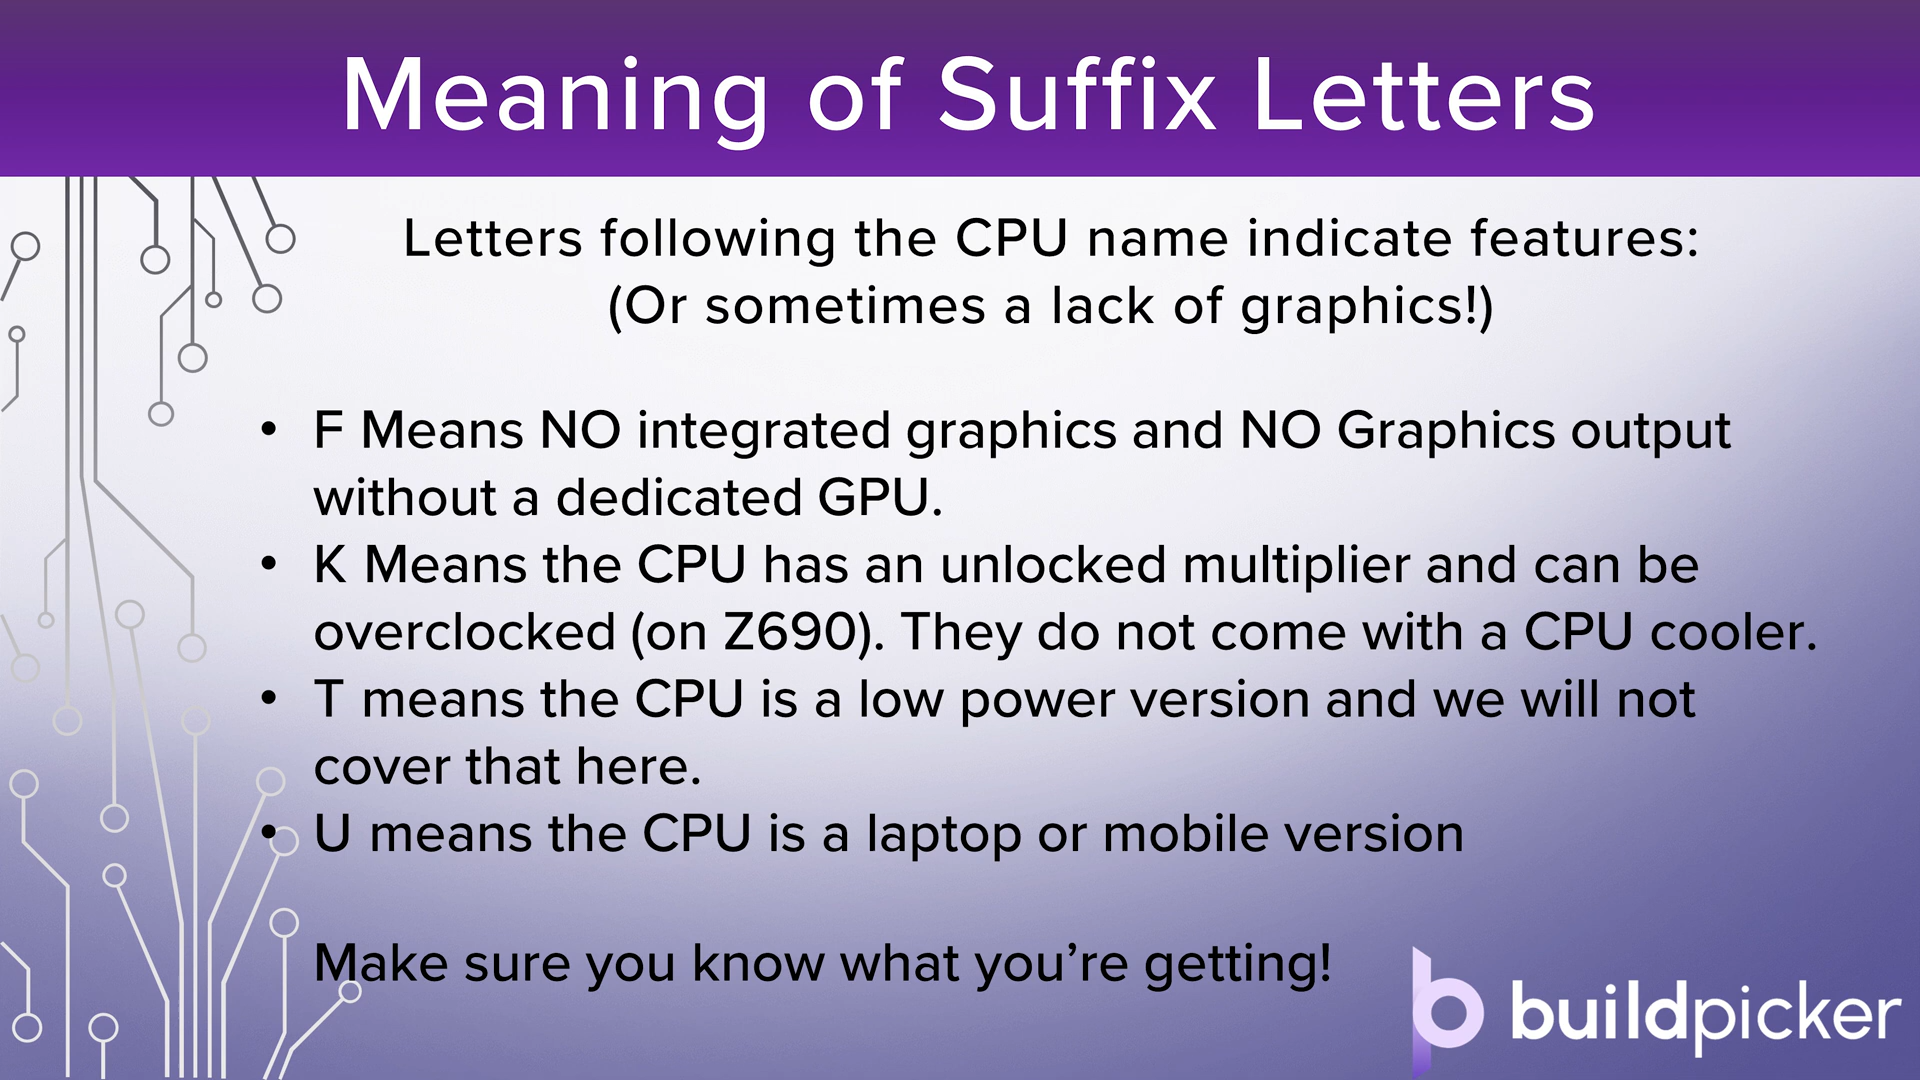 Meaning of Suffix Letters
Letters following the CPU name indicate features:
(Or sometimes a lack of graphics!)
• F Means NO integrated graphics and NO Graphics output
without a dedicated GPU.
• K Means the CPU has an unlocked multiplier and can be
overclocked (on Z690). They do not come with a CPU cooler.
• T means the CPU is a low power version and we will not
cover that here.
• U means the CPU is a laptop or mobile version
Make sure you know what you’re getting!
buildpicker